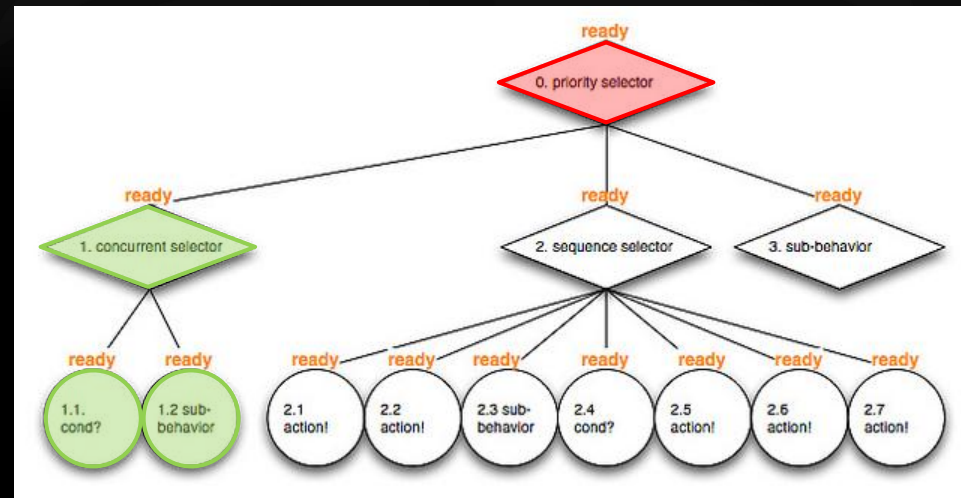 ready
0. priority selector
ready
ready
ready
1. concurrent selector
2. sequence selector
3. sub-behavior
ready
ready
ready
ready
ready
ready
ready
ready
ready
1.1.
cond?
1.2 sub-
behavior
2.1
action!
2.2
action!
2.3 sub-
behavior
2.4
cond?
2.5
action!
2.6
action!
2.7
action!